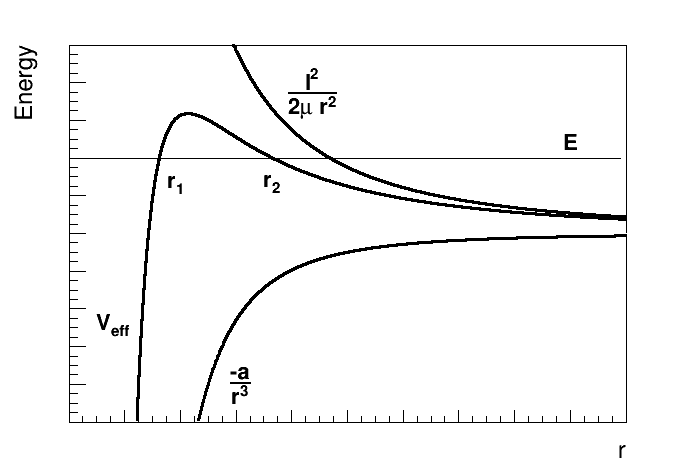 Energy
l²
2μ r²
E
r₁
r₂
V_eff
-a
r³
r